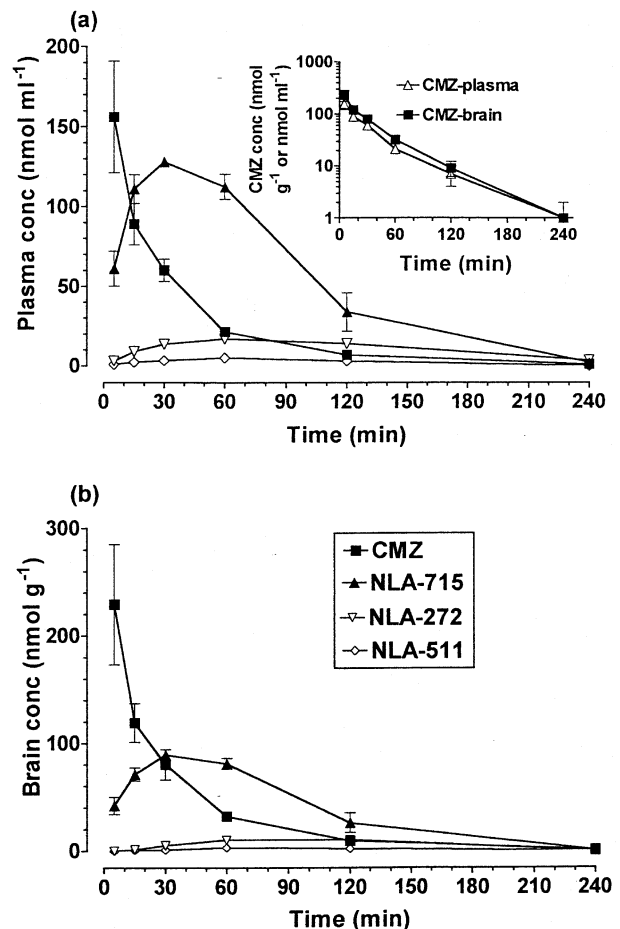 (a)
200
150
100
50
0
Plasma conc (nmol ml-1)
0 30 60 90 120 150 180 210 240
Time (min)
1000
100
10
1
CMZ conc (nmol
g-1 or nmol ml-1)
CMZ-plasma
CMZ-brain
0 60 120 180 240
Time (min)
(b)
300
200
100
0
Brain conc (nmol g-1)
CMZ
NLA-715
NLA-272
NLA-511
0 30 60 90 120 150 180 210 240
Time (min)